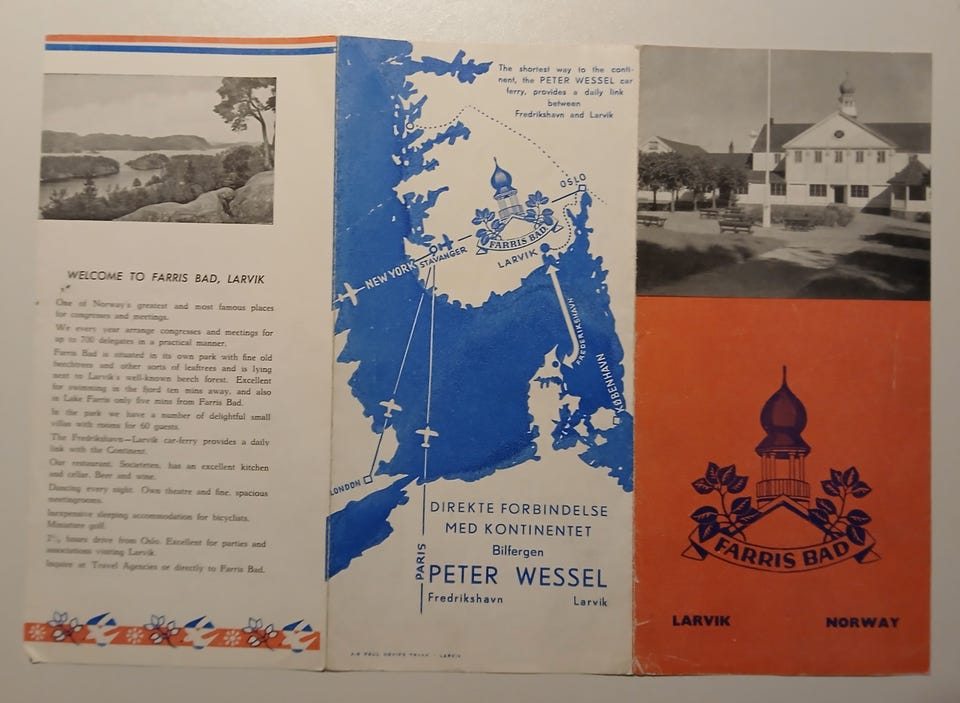 WELCOME TO FARRIS BAD, LARVIK
One of Norway's greatest and most famous places
for congresses and meetings.
We every year arrange congresses and meetings for
up to 700 delegates in a practical manner.
Farris Bad is situated in its own park with fine old
beechtrees and other sorts of leaftrees and is lying
next to Larvik's well-known beech forest. Excellent
for swimming in the fjord ten mins away, and also
in Lake Farris only five mins from Farris Bad.
In the park we have a number of delightful small
villas with rooms for 60 guests.
The Fredrikshavn—Larvik car-ferry provides a daily
link with the Continent.
Our restaurant, Societeten, has an excellent kitchen
and cellar. Beer and wine.
Dancing every night. Own theatre and fine, spacious
meetingrooms.
Inexpensive sleeping accommodation for bicyclists.
Miniature golf.
2½ hours drive from Oslo. Excellent for parties and
associations visiting Larvik.
Inquire at Travel Agencies or directly to Farris Bad.
The shortest way to the conti-
nent, the PETER WESSEL car
ferry, provides a daily link
between
Fredrikshavn and Larvik
OSLO
FARRIS BAD
LARVIK
STAVANGER
NEW YORK
FREDERIKSHAVN
KØBENHAVN
LONDON
PARIS
DIREKTE FORBINDELSE
MED KONTINENTET
Bilfergen
PETER WESSEL
Fredrikshavn Larvik
LARVIK
FARRIS BAD
LARVIK NORWAY